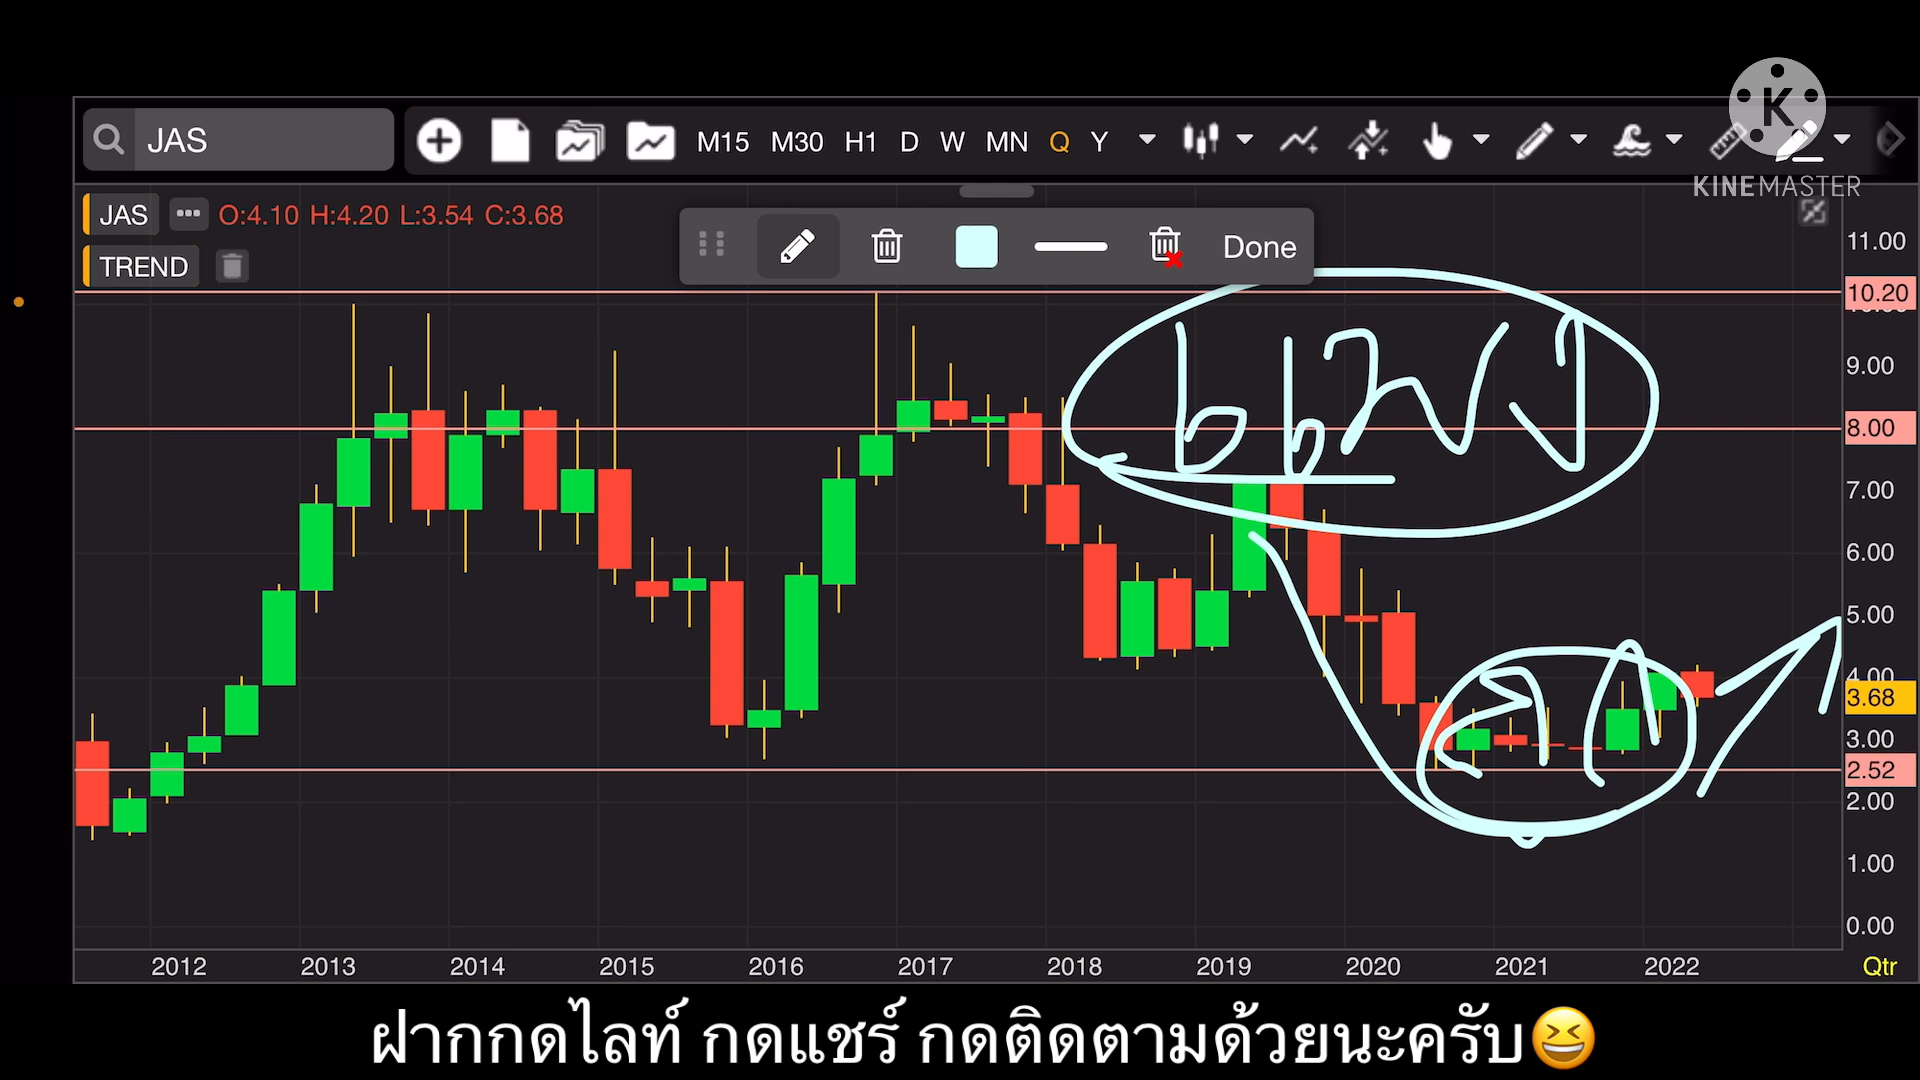 JAS
M15 M30 H1 D W MN Q Y
KINEMASTER
JAS O:4.10 H:4.20 L:3.54 C:3.68
TREND
Done
11.00
10.20
9.00
8.00
7.00
6.00
5.00
4.00
3.68
3.00
2.52
2.00
1.00
0.00
แพง
ถูก
2012 2013 2014 2015 2016 2017 2018 2019 2020 2021 2022 Qtr
ฝากกดไลท์ กดแชร์ กดติดตามด้วยนะครับ😆